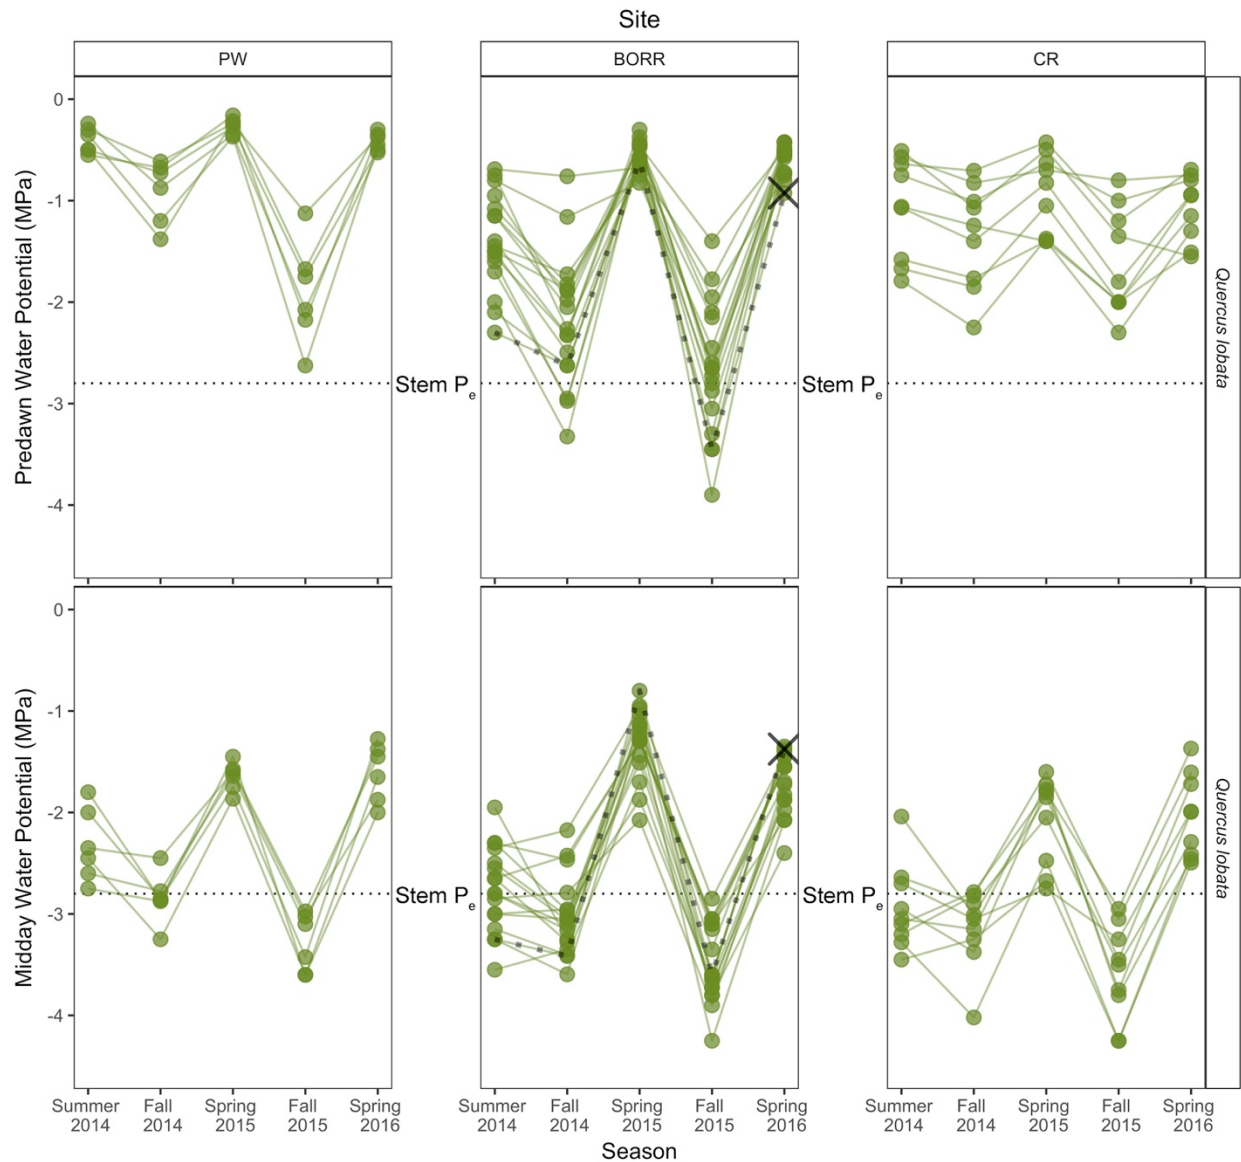 Site
PW
BORR
CR
Predawn Water Potential (MPa)
0
-1
-2
-3
-4
Stem Pe
Stem Pe
Quercus lobata
Midday Water Potential (MPa)
0
-1
-2
-3
-4
Stem Pe
Stem Pe
Quercus lobata
Summer
2014
Fall
2014
Spring
2015
Fall
2015
Spring
2016
Summer
2014
Fall
2014
Spring
2015
Fall
2015
Spring
2016
Summer
2014
Fall
2014
Spring
2015
Fall
2015
Spring
2016
Season